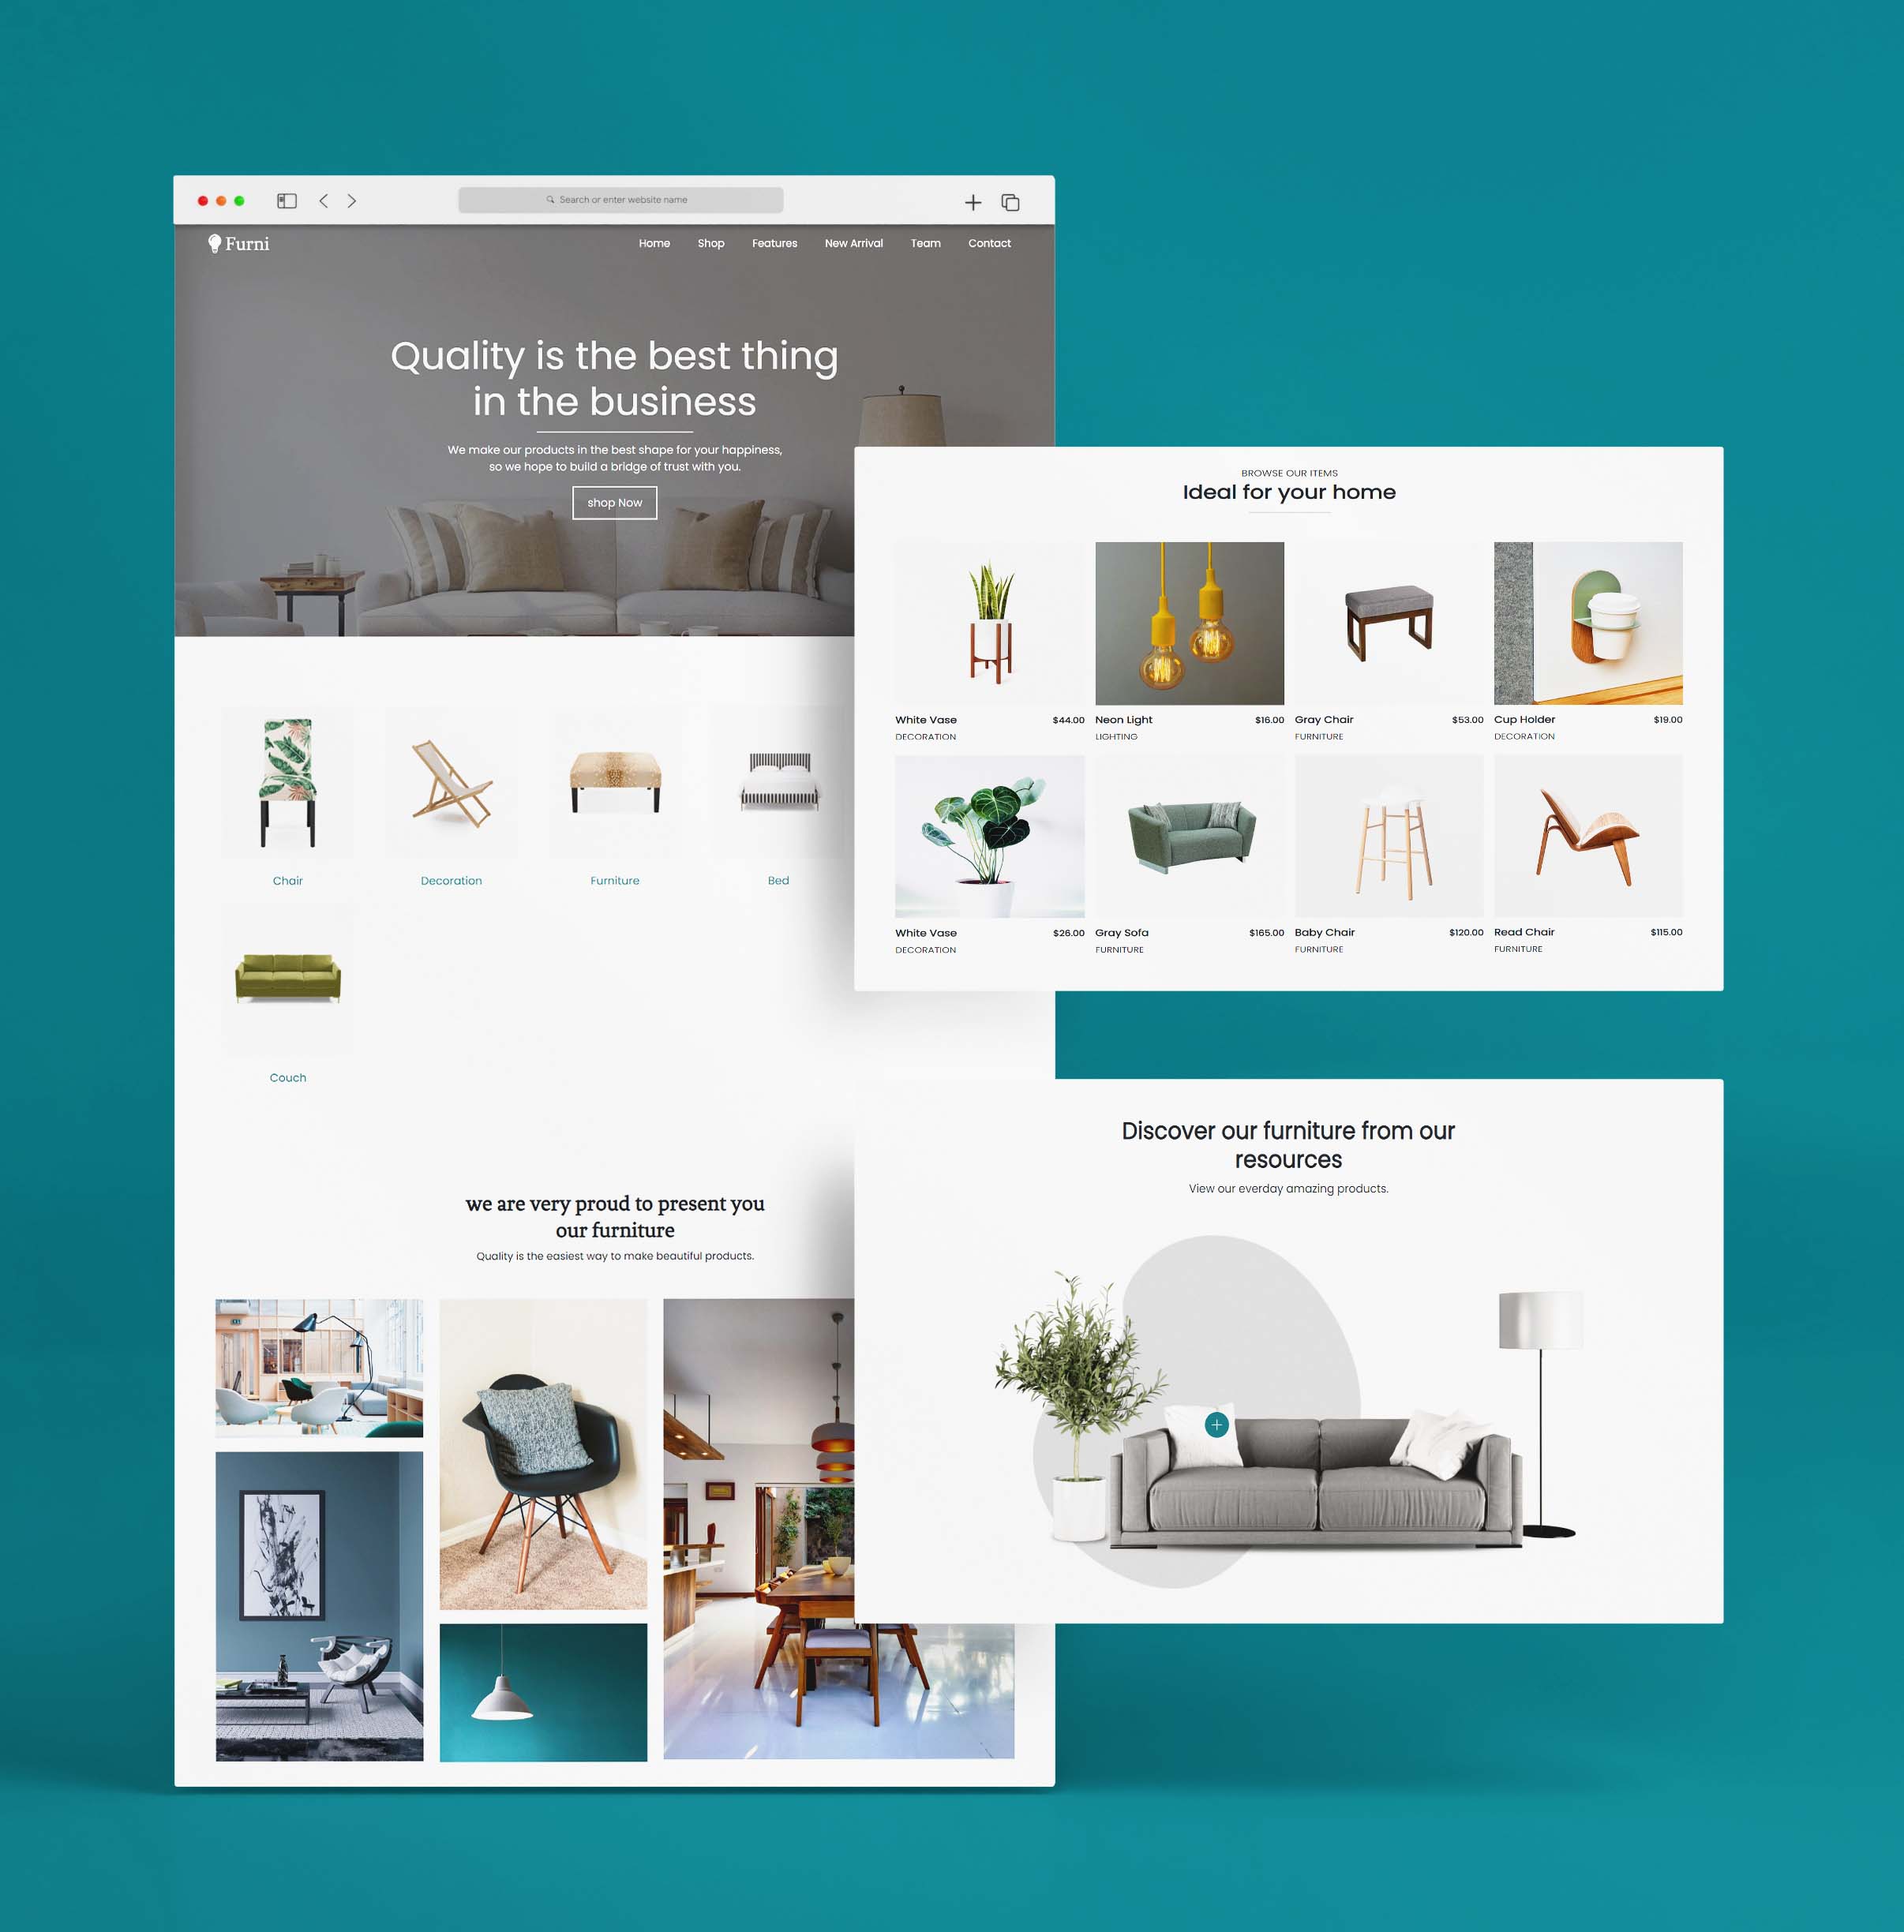 Search or enter website name
Furni
Home Shop Features New Arrival Team Contact
Quality is the best thing
in the business
We make our products in the best shape for your happiness,
so we hope to build a bridge of trust with you.
shop Now
Chair Decoration Furniture Bed
Couch
we are very proud to present you
our furniture
Quality is the easiest way to make beautiful products.
BROWSE OUR ITEMS
Ideal for your home
White Vase $44.00 Neon Light $16.00 Gray Chair $53.00 Cup Holder $19.00
DECORATION LIGHTING FURNITURE DECORATION
White Vase $26.00 Gray Sofa $165.00 Baby Chair $120.00 Read Chair $115.00
DECORATION FURNITURE FURNITURE FURNITURE
Discover our furniture from our
resources
View our everday amazing products.